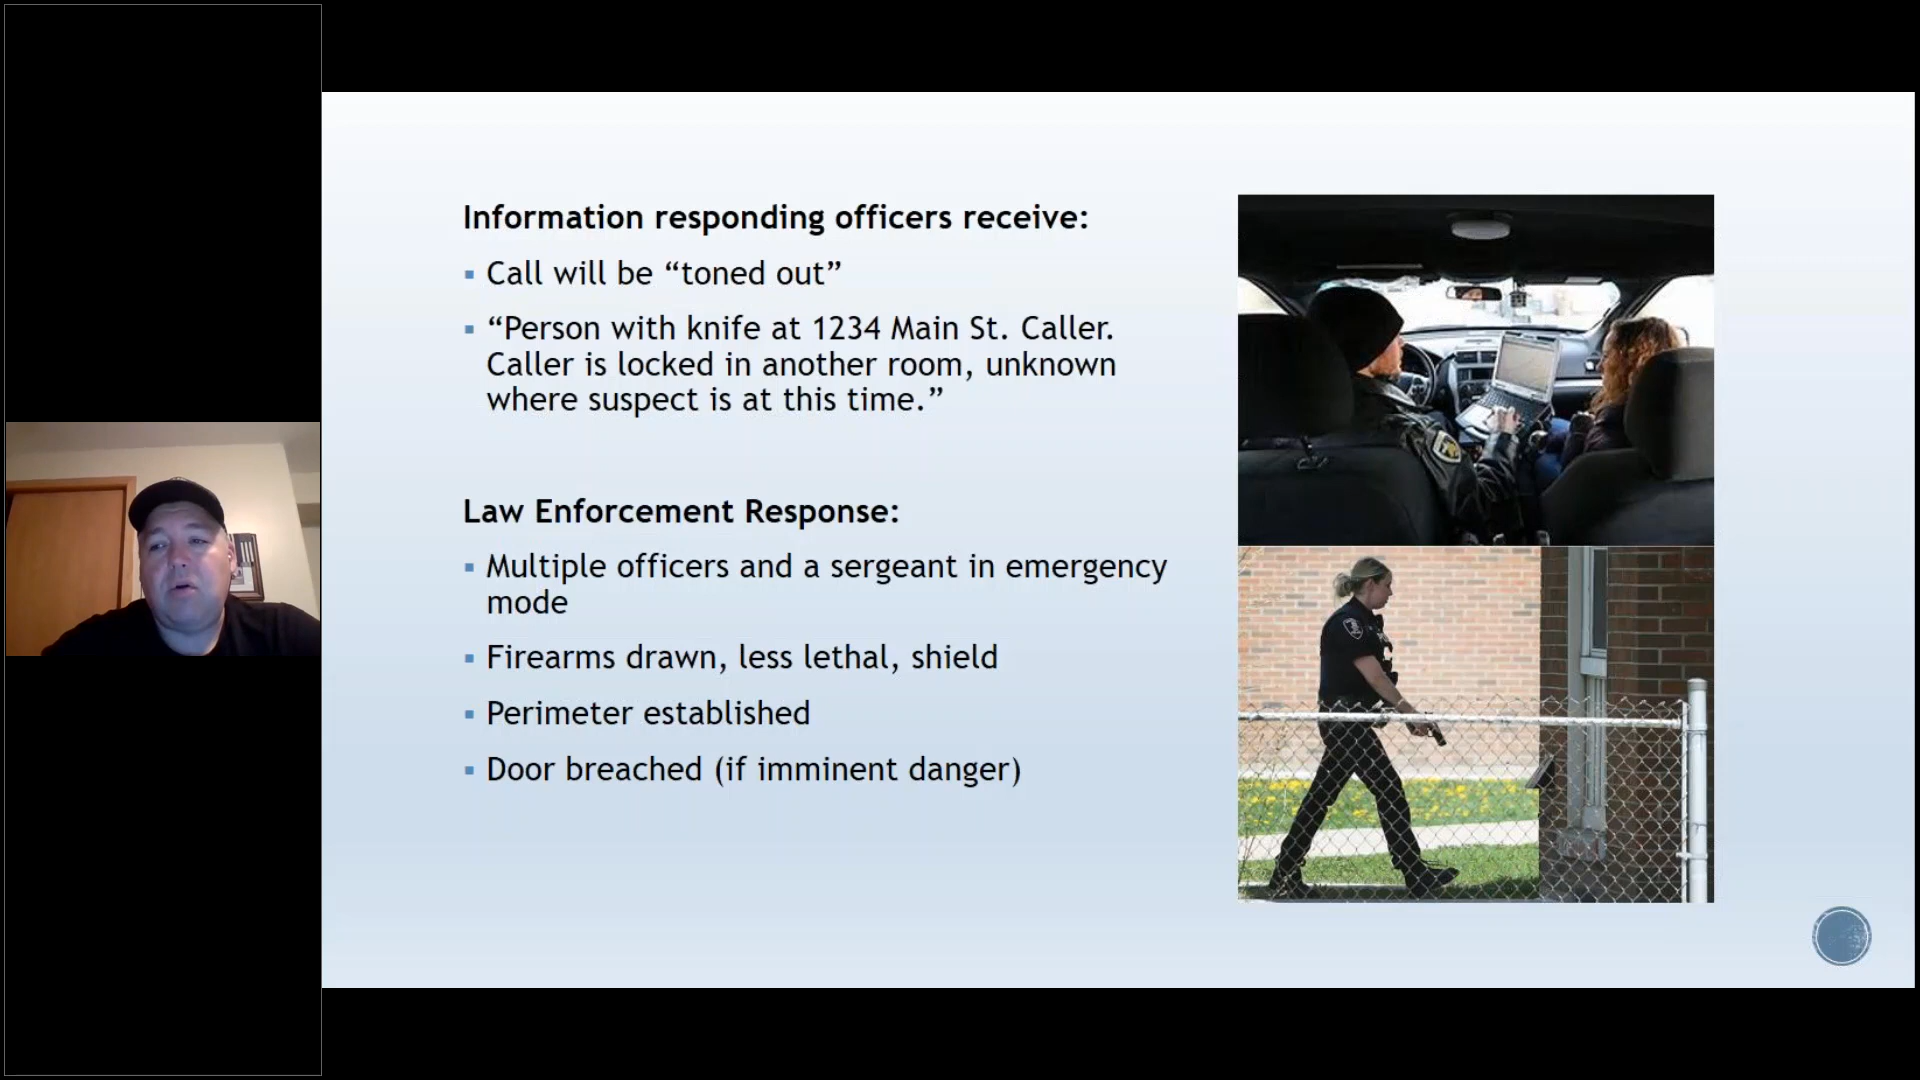 Information responding officers receive:
Call will be “toned out”
“Person with knife at 1234 Main St. Caller.
Caller is locked in another room, unknown
where suspect is at this time.”
Law Enforcement Response:
Multiple officers and a sergeant in emergency
mode
Firearms drawn, less lethal, shield
Perimeter established
Door breached (if imminent danger)